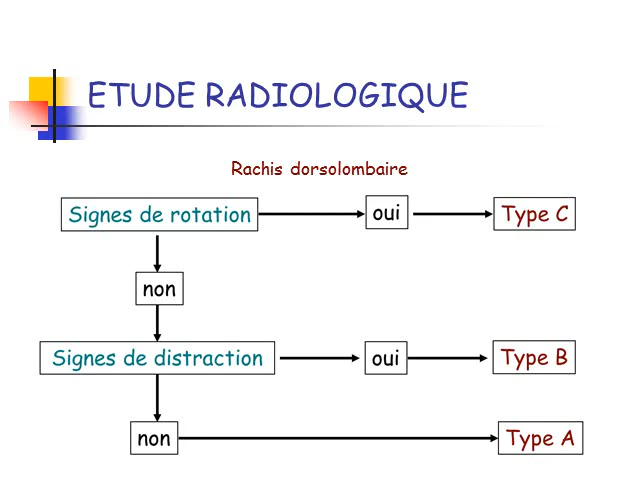 ETUDE RADIOLOGIQUE
Rachis dorsolombaire
Signes de rotation
oui
Type C
non
Signes de distraction
oui
Type B
non
Type A